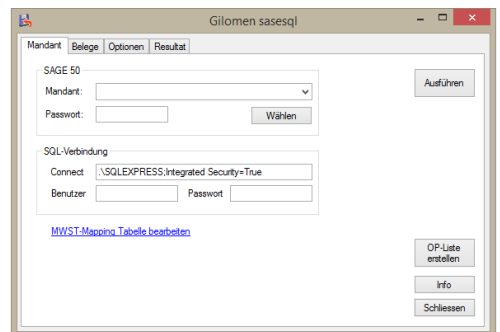 Gilomen sasesql
Mandant Belege Optionen Resultat
SAGE 50
Mandant:
Passwort:
Wählen
Ausführen
SQL-Verbindung
Connect .\SQLEXPRESS;Integrated Security=True
Benutzer Passwort
MWST-Mapping Tabelle bearbeiten
OP-Liste
erstellen
Info
Schliessen